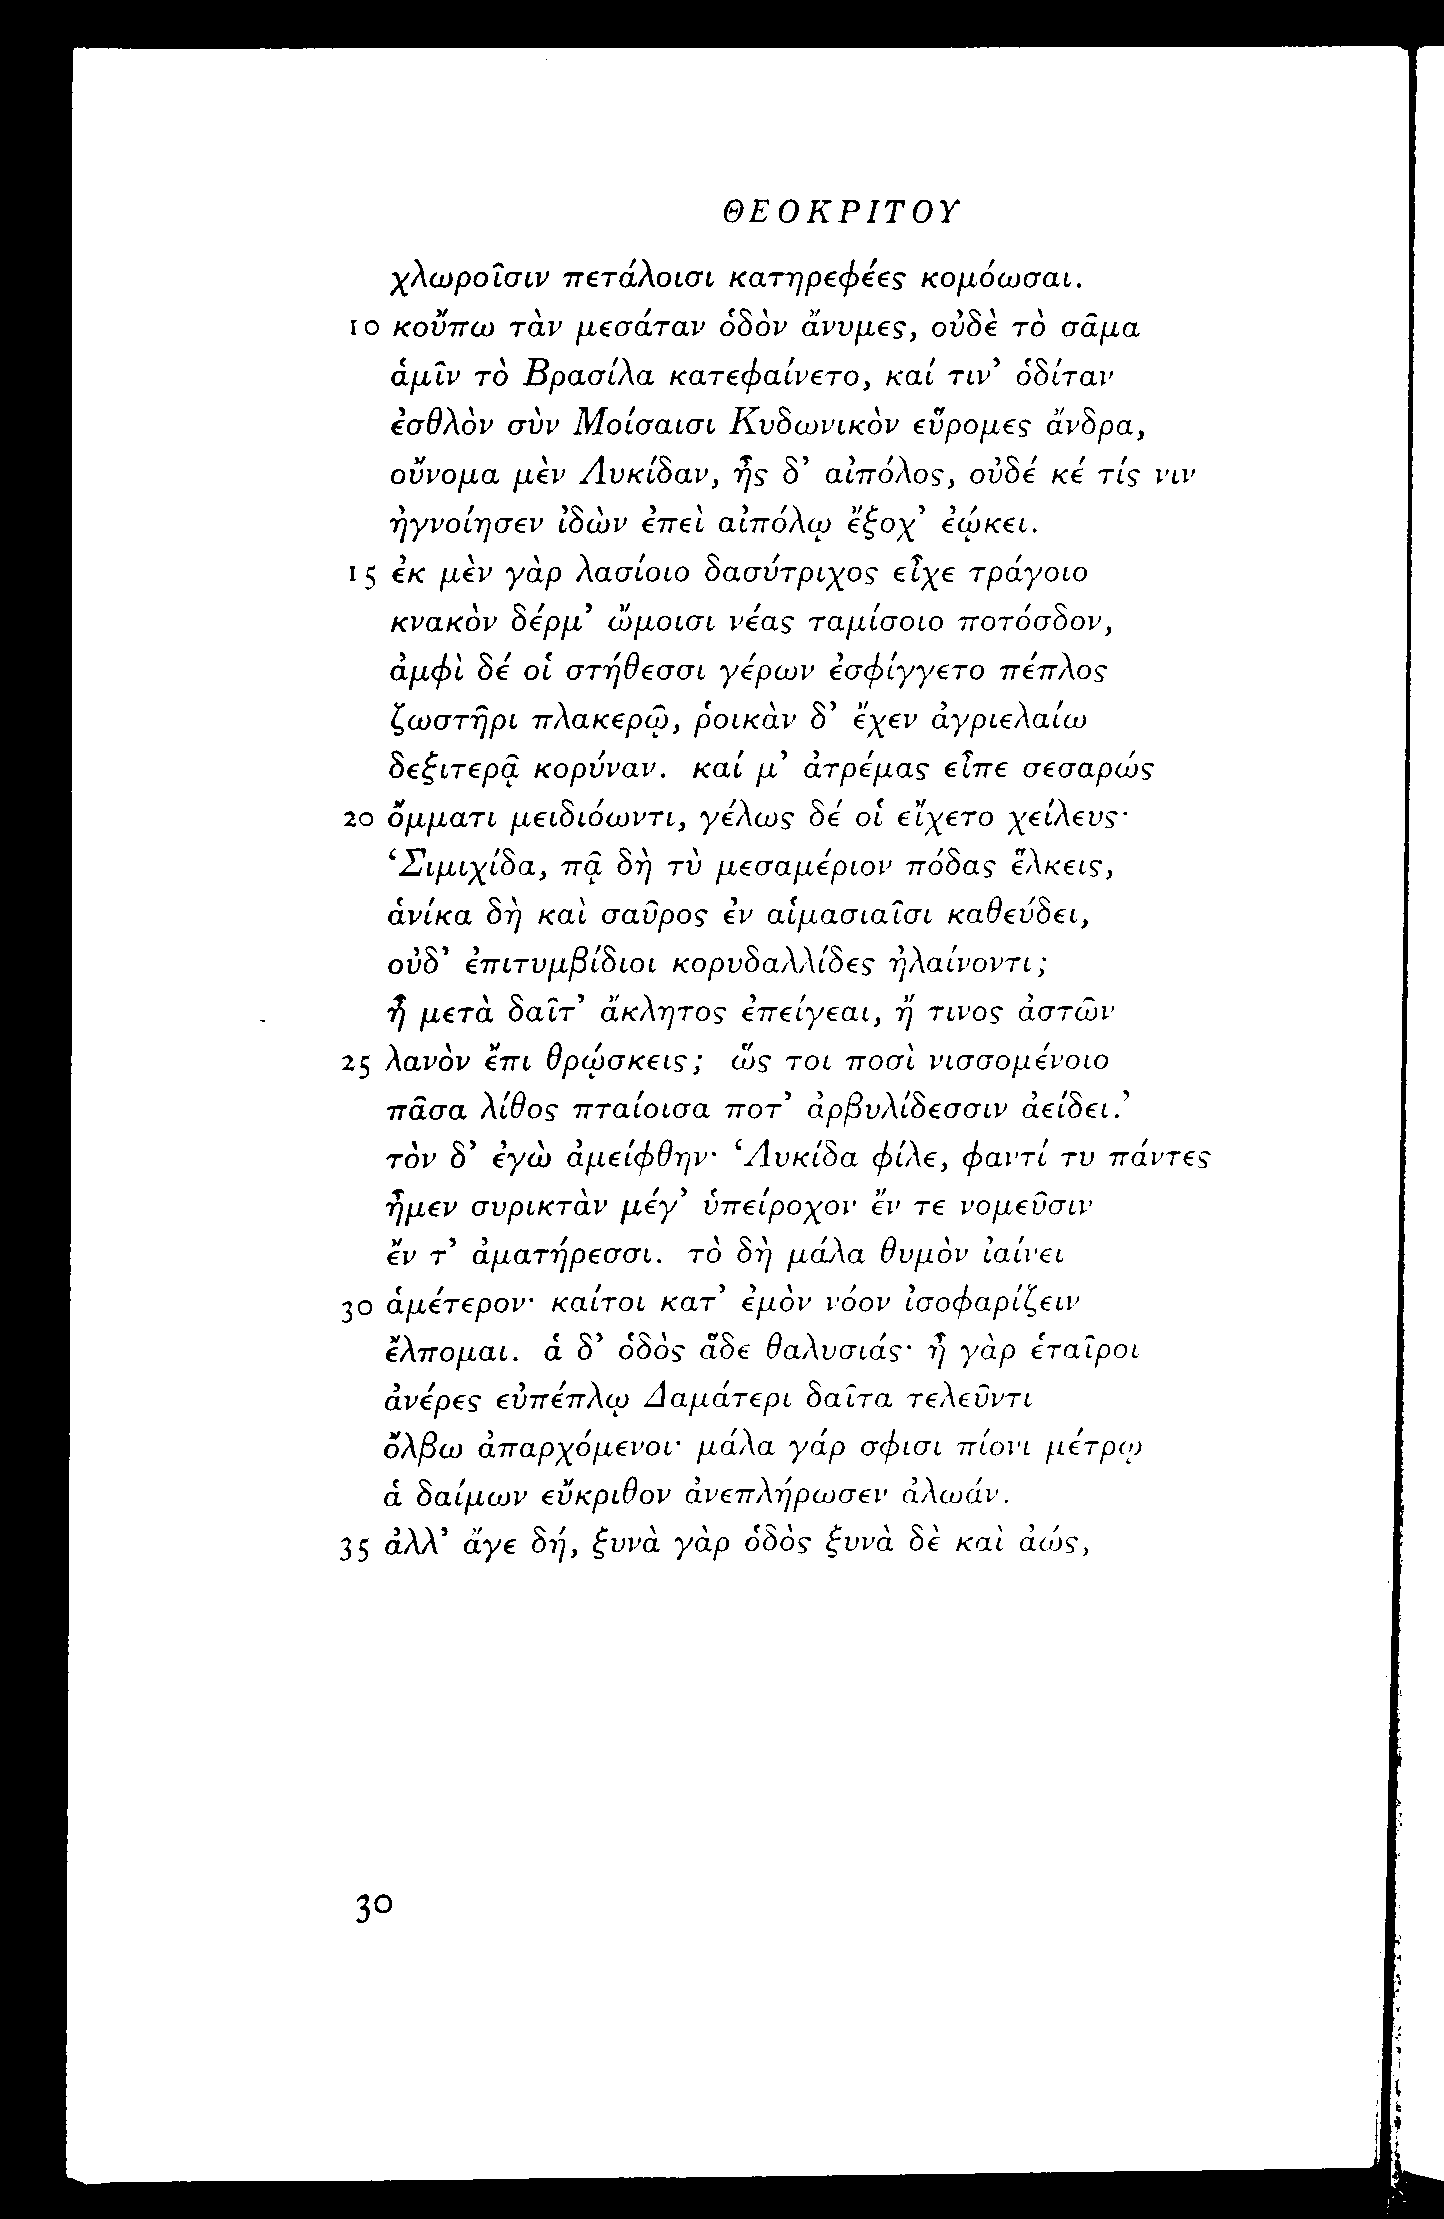 ΘΕΟΚΡΙΤΟΥ
χλωροῖσιν πετάλοισι κατηρεφέες κομόωσαι.
10 κοὔπω τὰν μεσάταν ὁδὸν ἄνυμες, οὐδὲ τὸ σᾶμα
ἁμῖν τὸ Βρασίλα κατεφαίνετο, καί τιν’ ὁδίταν
ἐσθλὸν σὺν Μοίσαισι Κυδωνικὸν εὕρομες ἄνδρα,
οὔνομα μὲν Λυκίδαν, ἦς δ’ αἰπόλος, οὐδέ κέ τίς νιν
ἠγνοίησεν ἰδὼν ἐπεὶ αἰπόλῳ ἔξοχ’ ἐῴκει.
15 ἐκ μὲν γὰρ λασίοιο δασύτριχος εἶχε τράγοιο
κνακὸν δέρμ’ ὤμοισι νέας ταμίσοιο ποτόσδον,
ἀμφὶ δέ οἱ στήθεσσι γέρων ἐσφίγγετο πέπλος
ζωστῆρι πλακερῷ, ῥοικὰν δ’ ἔχεν ἀγριελαίω
δεξιτερᾷ κορύναν. καί μ’ ἀτρέμας εἶπε σεσαρώς
20 ὄμματι μειδιόωντι, γέλως δέ οἱ εἴχετο χείλευς·
‘Σιμιχίδα, πᾷ δὴ τὺ μεσαμέριον πόδας ἕλκεις,
ἁνίκα δὴ καὶ σαῦρος ἐν αἱμασιαῖσι καθεύδει,
οὐδ’ ἐπιτυμβίδιοι κορυδαλλίδες ἠλαίνοντι;
ἦ μετὰ δαῖτ’ ἄκλητος ἐπείγεαι, ἤ τινος ἀστῶν
25 λανὸν ἔπι θρῴσκεις; ὥς τοι ποσὶ νισσομένοιο
πᾶσα λίθος πταίοισα ποτ’ ἀρβυλίδεσσιν ἀείδει.’
τὸν δ’ ἐγὼ ἀμείφθην· ‘Λυκίδα φίλε, φαντί τυ πάντες
ἦμεν συρικτὰν μέγ’ ὑπείροχον ἔν τε νομεῦσιν
ἔν τ’ ἀματήρεσσι. τὸ δὴ μάλα θυμὸν ἰαίνει
30 ἁμέτερον· καίτοι κατ’ ἐμὸν νόον ἰσοφαρίζειν
ἔλπομαι. ἁ δ’ ὁδὸς ἅδε θαλυσιάς· ἦ γὰρ ἑταῖροι
ἀνέρες εὐπέπλῳ Δαμάτερι δαῖτα τελεῦντι
ὄλβω ἀπαρχόμενοι· μάλα γάρ σφισι πίονι μέτρῳ
ἁ δαίμων εὔκριθον ἀνεπλήρωσεν ἀλωάν.
35 ἀλλ’ ἄγε δή, ξυνὰ γὰρ ὁδὸς ξυνὰ δὲ καὶ ἀώς,
30